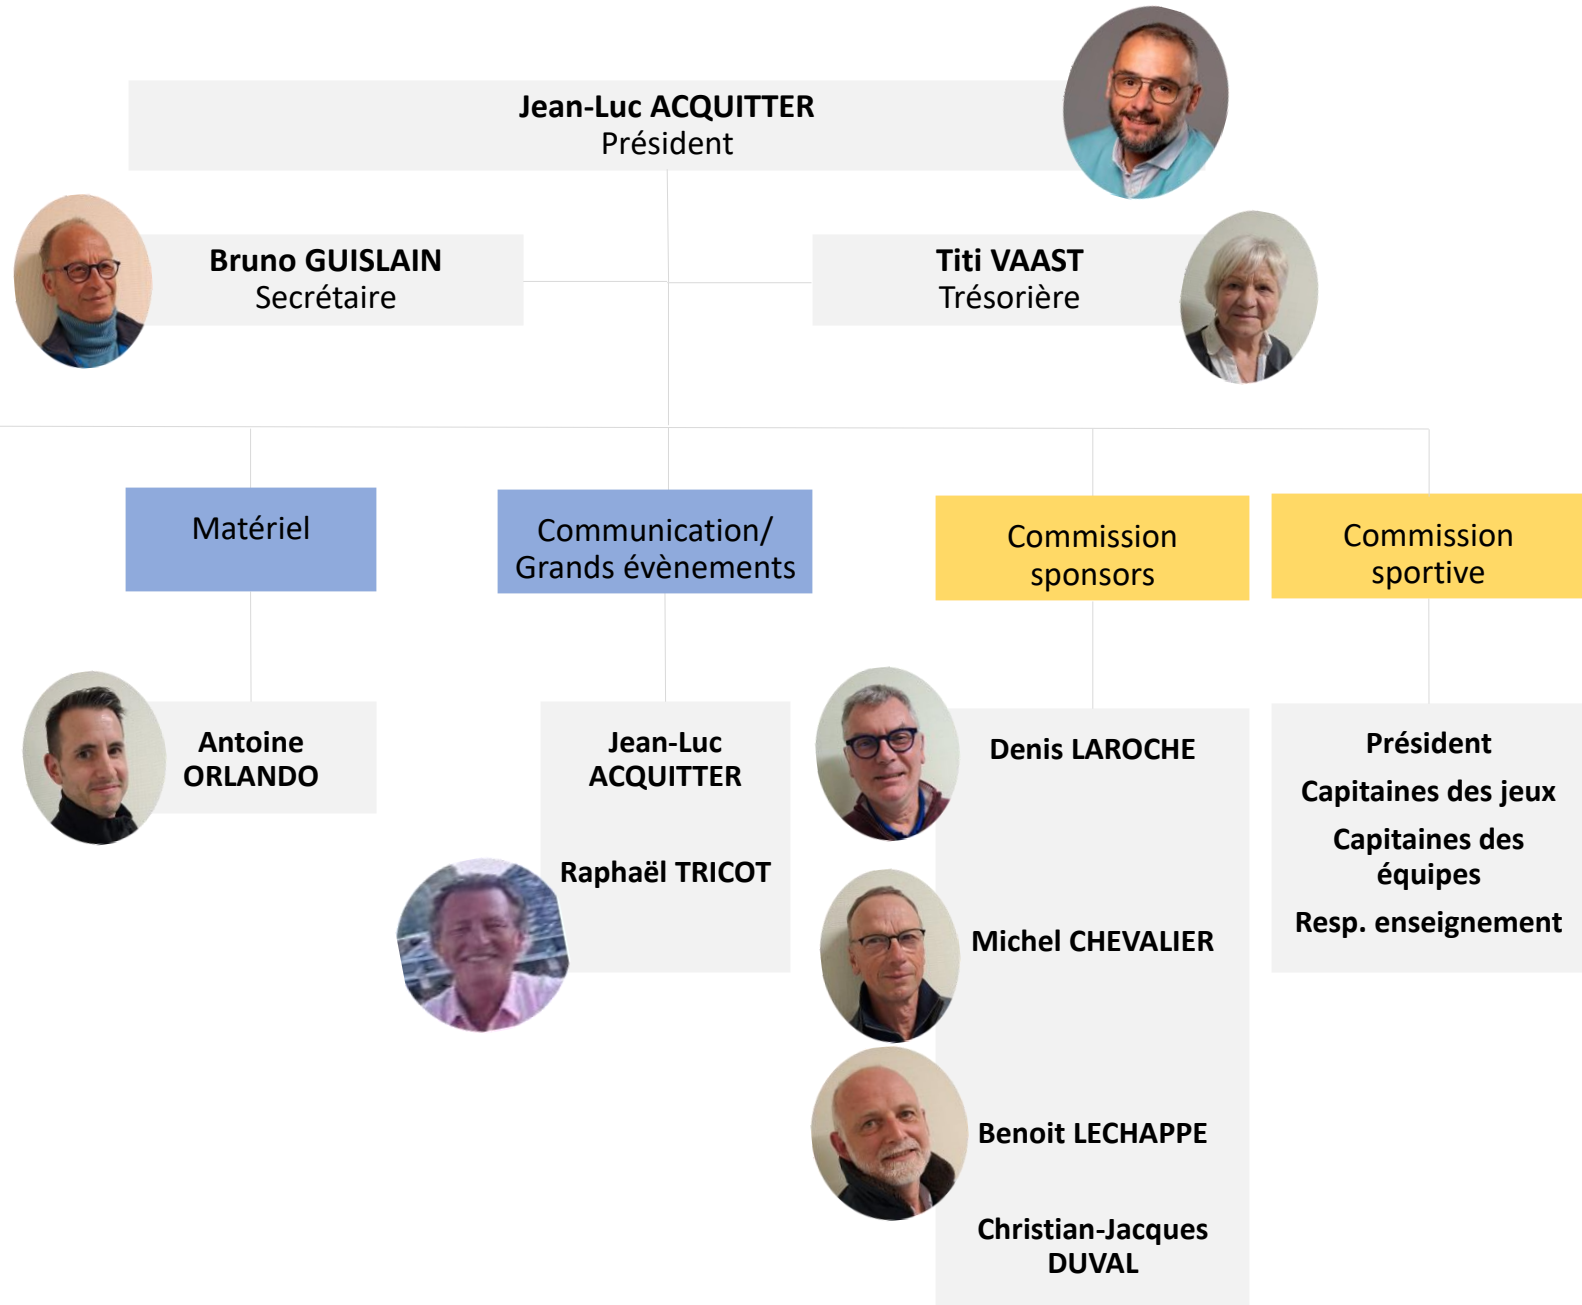 Jean-Luc ACQUITTER
Président
Bruno GUISLAIN
Secrétaire
Titi VAAST
Trésorière
Matériel
Communication/
Grands évènements
Commission
sponsors
Commission
sportive
Antoine
ORLANDO
Jean-Luc
ACQUITTER
Raphaël TRICOT
Denis LAROCHE
Michel CHEVALIER
Benoit LECHAPPE
Christian-Jacques
DUVAL
Président
Capitaines des jeux
Capitaines des
équipes
Resp. enseignement